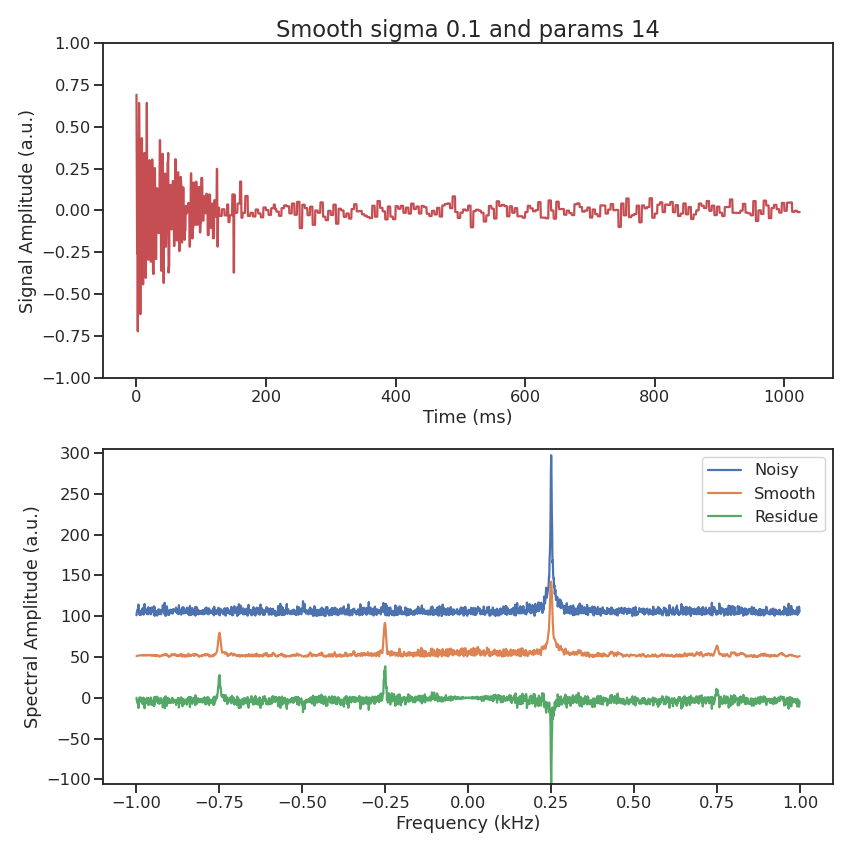 Smooth sigma 0.1 and params 14
1.00
0.75
0.50
0.25
0.00
−0.25
−0.50
−0.75
−1.00
Signal Amplitude (a.u.)
0 200 400 600 800 1000
Time (ms)
300
250
200
150
100
50
0
−50
−100
Spectral Amplitude (a.u.)
Noisy
Smooth
Residue
−1.00 −0.75 −0.50 −0.25 0.00 0.25 0.50 0.75 1.00
Frequency (kHz)